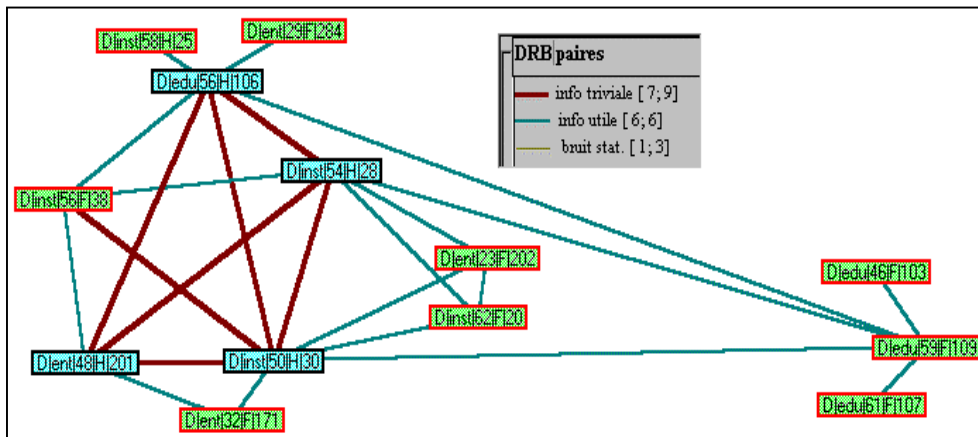 D|inst|58|H|25
D|ent|29|F|284
D|edu|56|H|106
DRB|paires
info triviale [ 7; 9]
info utile [ 6; 6]
bruit stat. [ 1; 3]
D|inst|54|H|28
D|inst|56|F|38
D|ent|23|F|202
D|edu|46|F|103
D|inst|62|F|20
D|edu|59|F|109
D|ent|48|H|201
D|inst|50|H|30
D|edu|61|F|107
D|ent|32|F|171